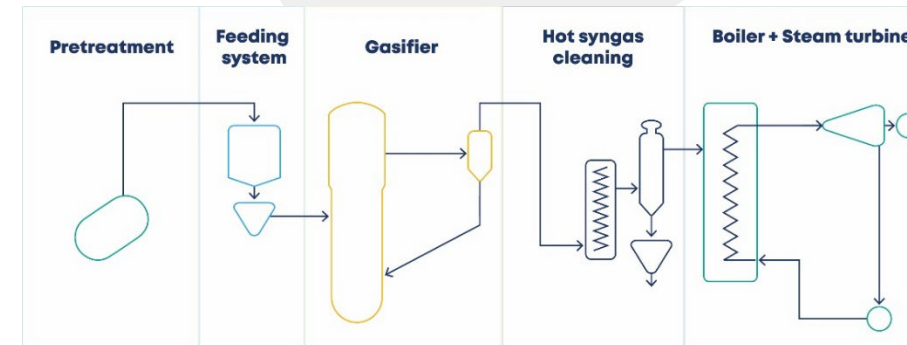 Pretreatment
Feeding
system
Gasifier
Hot syngas
cleaning
Boiler + Steam turbine